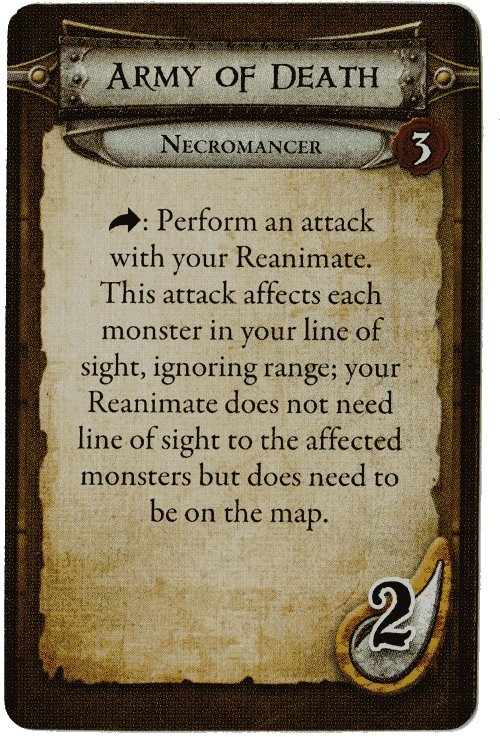 ARMY OF DEATH
NECROMANCER
3
: Perform an attack
with your Reanimate.
This attack affects each
monster in your line of
sight, ignoring range; your
Reanimate does not need
line of sight to the affected
monsters but does need to
be on the map.
2